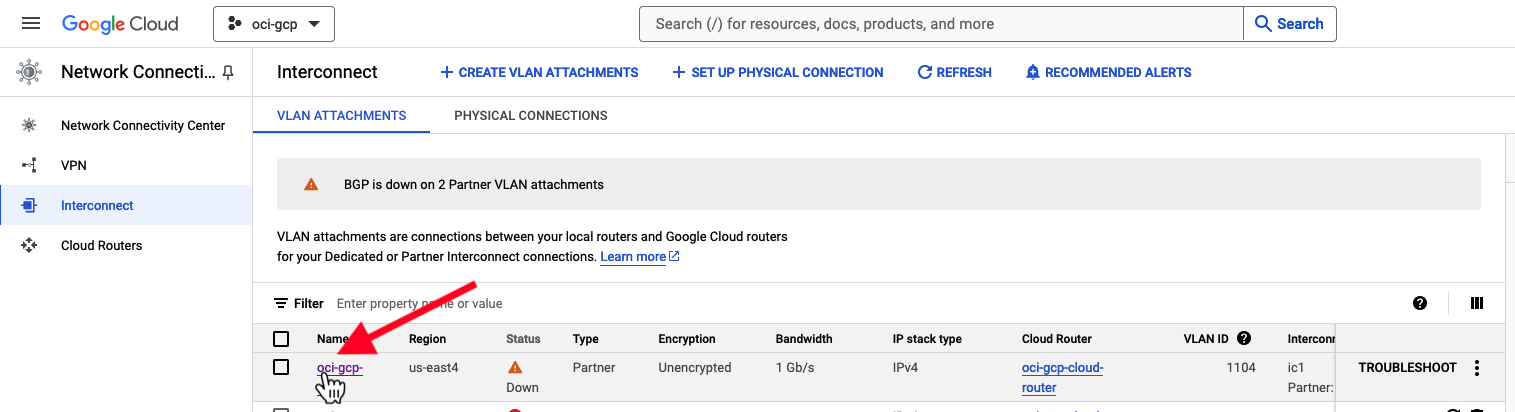 Google Cloud
oci-gcp
Search (/) for resources, docs, products, and more
Search
Network Connecti...
Interconnect
CREATE VLAN ATTACHMENTS
SET UP PHYSICAL CONNECTION
REFRESH
RECOMMENDED ALERTS
Network Connectivity Center
VPN
Interconnect
Cloud Routers
VLAN ATTACHMENTS
PHYSICAL CONNECTIONS
BGP is down on 2 Partner VLAN attachments
VLAN attachments are connections between your local routers and Google Cloud routers
for your Dedicated or Partner Interconnect connections. Learn more
Filter Enter property name or value
Name Region Status Type Encryption Bandwidth IP stack type Cloud Router VLAN ID Interconn
oci-gcp- us-east4 Partner Unencrypted 1 Gb/s IPv4 oci-gcp-cloud- 1104 ic1 TROUBLESHOOT
Down router Partner: